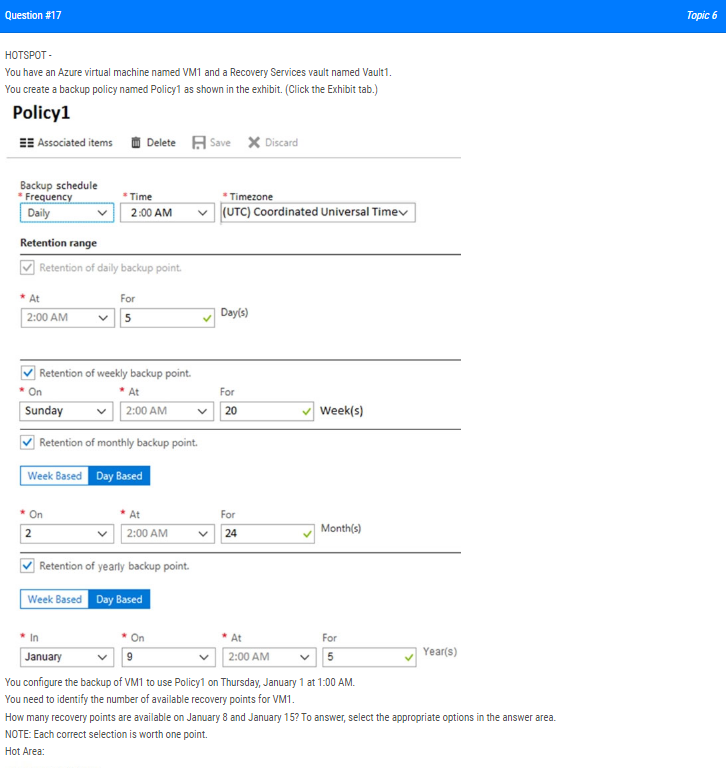 Question #17 Topic 6
HOTSPOT -
You have an Azure virtual machine named VM1 and a Recovery Services vault named Vault1.
You create a backup policy named Policy1 as shown in the exhibit. (Click the Exhibit tab.)
Policy1
Associated items Delete Save Discard
Backup schedule
* Frequency * Time * Timezone
Daily 2:00 AM (UTC) Coordinated Universal Time
Retention range
Retention of daily backup point.
* At For
2:00 AM 5 Day(s)
Retention of weekly backup point.
* On * At For
Sunday 2:00 AM 20 Week(s)
Retention of monthly backup point.
Week Based Day Based
* On * At For
2 2:00 AM 24 Month(s)
Retention of yearly backup point.
Week Based Day Based
* In * On * At For
January 9 2:00 AM 5 Year(s)
You configure the backup of VM1 to use Policy1 on Thursday, January 1 at 1:00 AM.
You need to identify the number of available recovery points for VM1.
How many recovery points are available on January 8 and January 15? To answer, select the appropriate options in the answer area.
NOTE: Each correct selection is worth one point.
Hot Area: